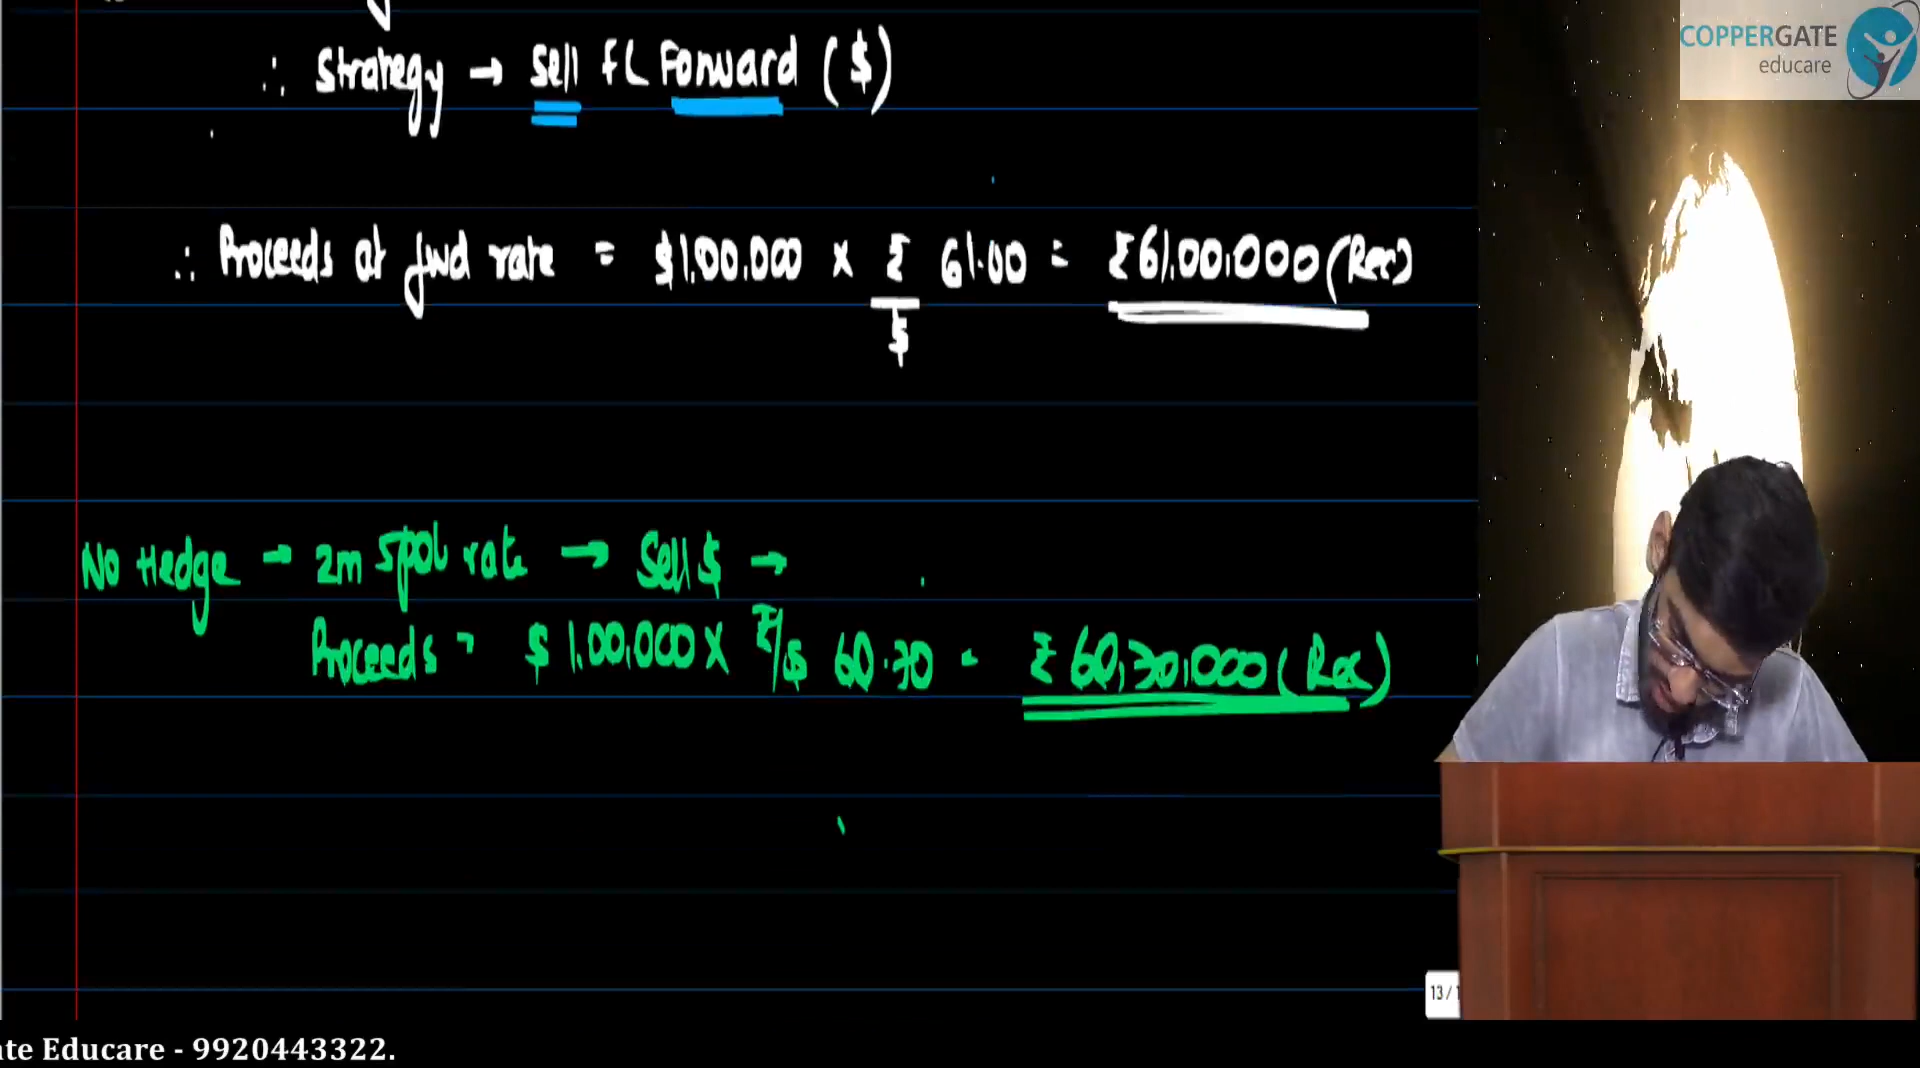 ∴ Strategy → Sell FC Forward ($)
∴ Proceeds at fwd rate = $1,00,000 × ₹/$ 61.00 = ₹61,00,000 (Rec)
No Hedge - 2m Spot rate → Sell $ →
Proceeds = $ 1,00,000 × ₹/$ 60.70 = ₹ 60,70,000 (Rec)
COPPERGATE
educare
13 / 1
te Educare - 9920443322.